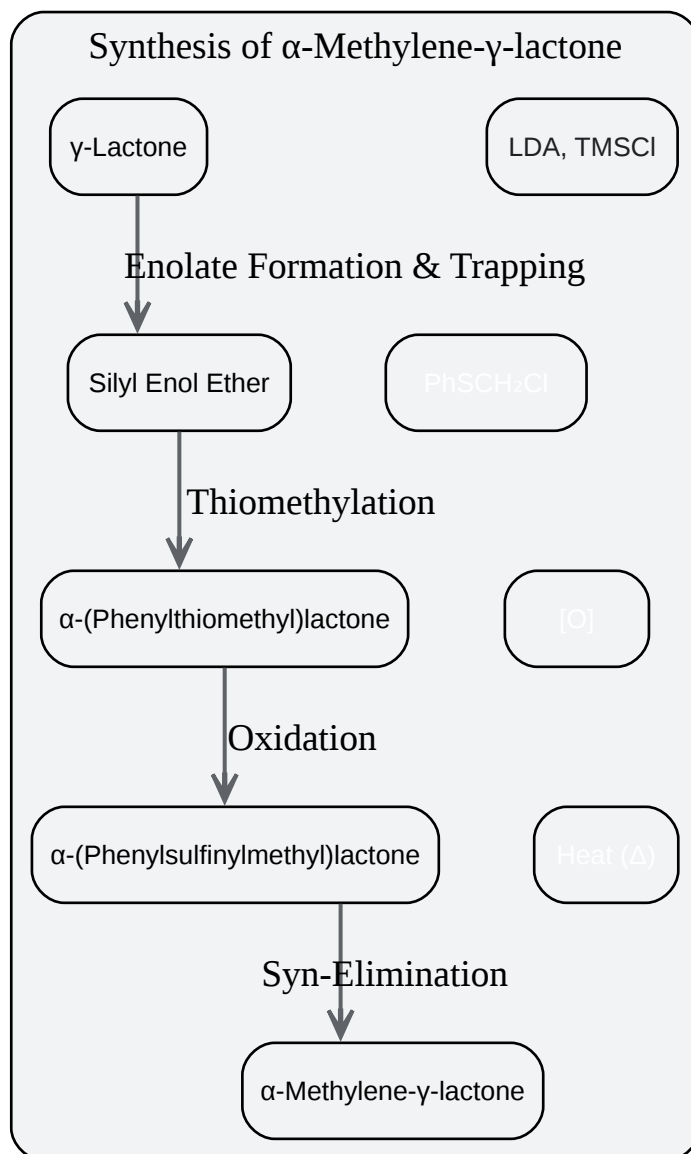 Synthesis of α-Methylene-γ-lactone
γ-Lactone
LDA, TMSCl
Enolate Formation & Trapping
Silyl Enol Ether
PhSCH₂Cl
Thiomethylation
α-(Phenylthiomethyl)lactone
[O]
Oxidation
α-(Phenylsulfinylmethyl)lactone
Heat (Δ)
Syn-Elimination
α-Methylene-γ-lactone